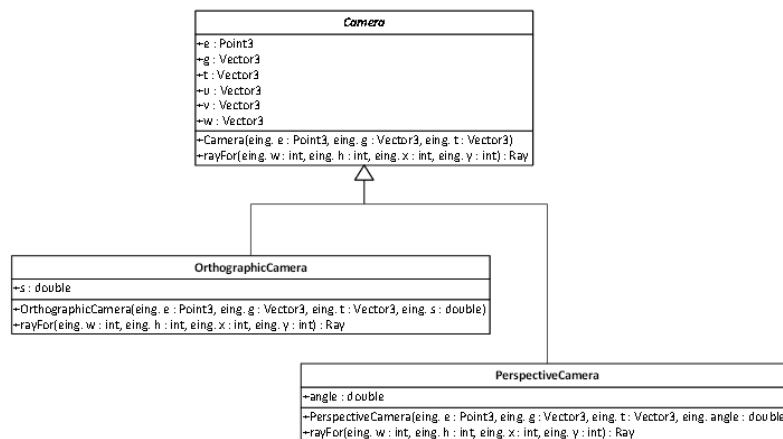 Camera
+e : Point3
+g : Vector3
+t : Vector3
+u : Vector3
+v : Vector3
+w : Vector3
+Camera(eing. e : Point3, eing. g : Vector3, eing. t : Vector3)
+rayFor(eing. w : int, eing. h : int, eing. x : int, eing. y : int) : Ray
OrthographicCamera
+s : double
+OrthographicCamera(eing. e : Point3, eing. g : Vector3, eing. t : Vector3, eing. s : double)
+rayFor(eing. w : int, eing. h : int, eing. x : int, eing. y : int) : Ray
PerspectiveCamera
+angle : double
+PerspectiveCamera(eing. e : Point3, eing. g : Vector3, eing. t : Vector3, eing. angle : double
+rayFor(eing. w : int, eing. h : int, eing. x : int, eing. y : int) : Ray